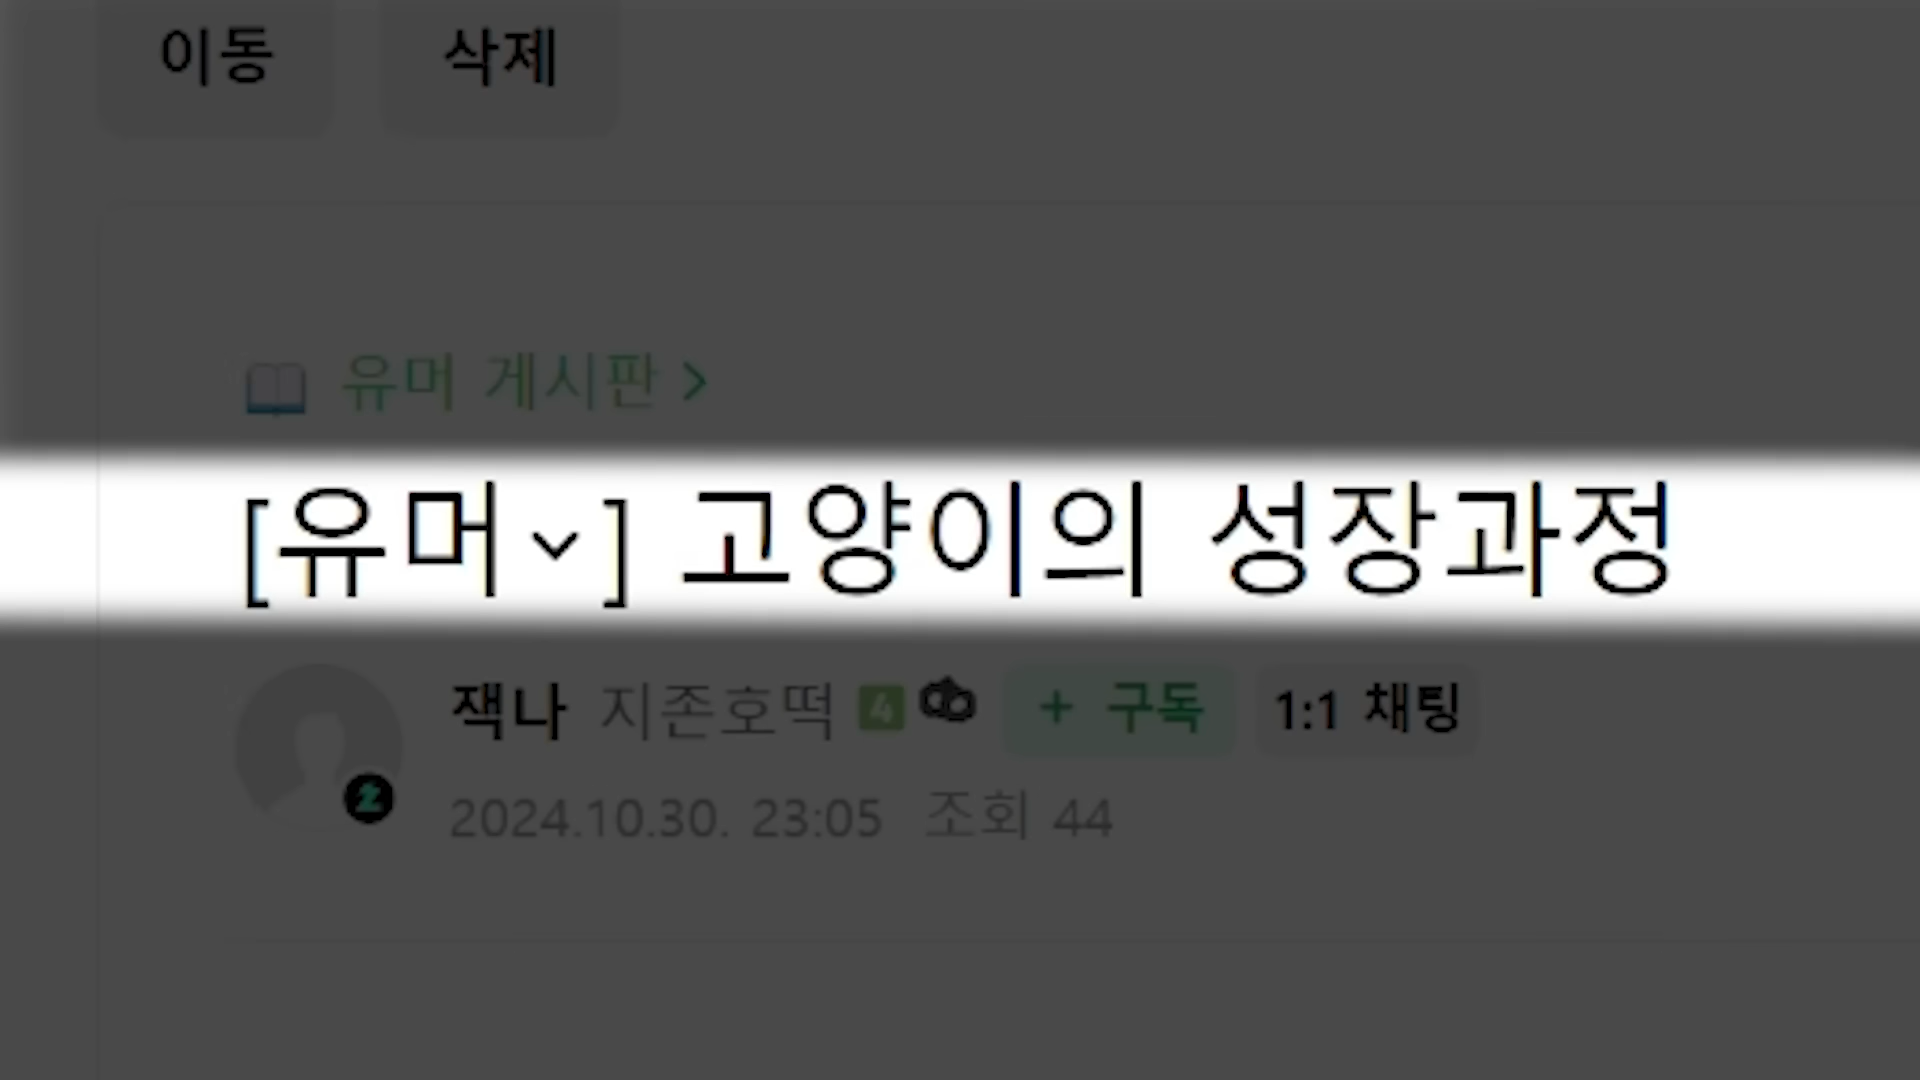 이동 삭제
유머 게시판 >
[유머] 고양이의 성장과정
잭나 지존호떡 4 + 구독 1:1 채팅
2024.10.30. 23:05 조회 44